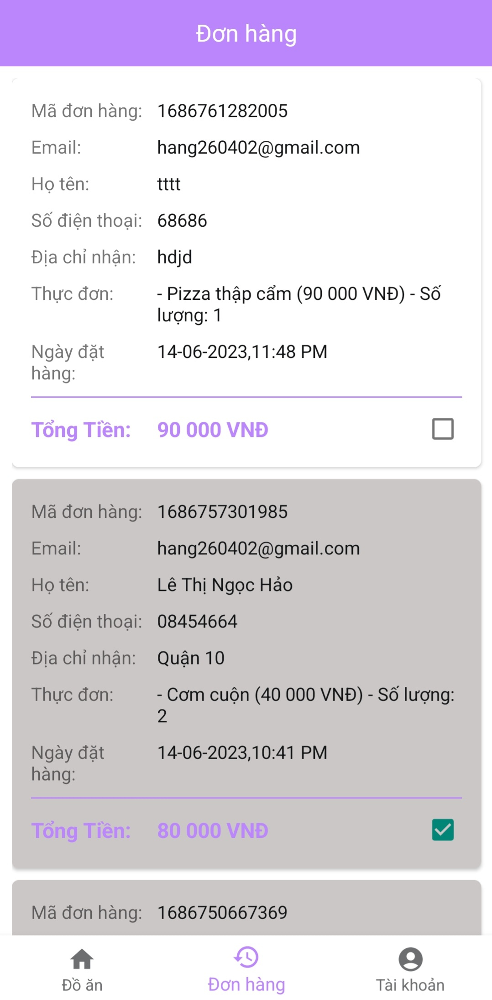 Đơn hàng
Mã đơn hàng: 1686761282005
Email: hang260402@gmail.com
Họ tên: tttt
Số điện thoại: 68686
Địa chỉ nhận: hdjd
Thực đơn: - Pizza thập cẩm (90 000 VNĐ) - Số
lượng: 1
Ngày đặt 14-06-2023,11:48 PM
hàng:
Tổng Tiền: 90 000 VNĐ
Mã đơn hàng: 1686757301985
Email: hang260402@gmail.com
Họ tên: Lê Thị Ngọc Hảo
Số điện thoại: 08454664
Địa chỉ nhận: Quận 10
Thực đơn: - Cơm cuộn (40 000 VNĐ) - Số lượng:
2
Ngày đặt 14-06-2023,10:41 PM
hàng:
Tổng Tiền: 80 000 VNĐ
Mã đơn hàng: 1686750667369
Đồ ăn Đơn hàng Tài khoản